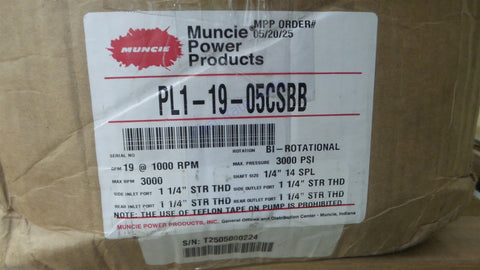 MUNCIE
Muncie
Power
Products
MPP ORDER#
05/20/25
PL1-19-05CSBB
SERIAL NO
ROTATION BI-ROTATIONAL
GPM 19 @ 1000 RPM MAX. PRESSURE 3000 PSI
MAX RPM 3000 SHAFT SIZE 1/4" 14 SPL
SIDE INLET PORT 1 1/4" STR THD SIDE OUTLET PORT 1 1/4" STR THD
REAR INLET PORT 1 1/4" STR THD REAR OUTLET PORT 1 1/4" STR THD
NOTE: THE USE OF TEFLON TAPE ON PUMP IS PROHIBITED
MUNCIE POWER PRODUCTS, INC. General Offices and Distribution Center - Muncie, Indiana
S/N: T2505000224